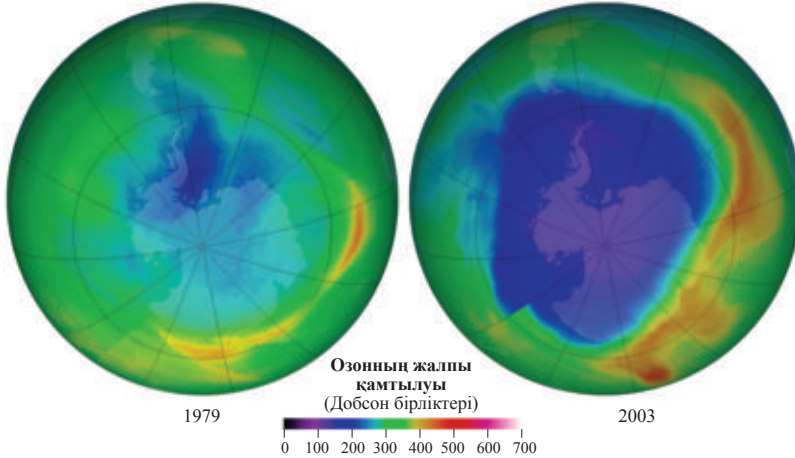 Озонның жалпы
қамтылуы
(Добсон бірліктері)
1979
2003
0 100 200 300 400 500 600 700